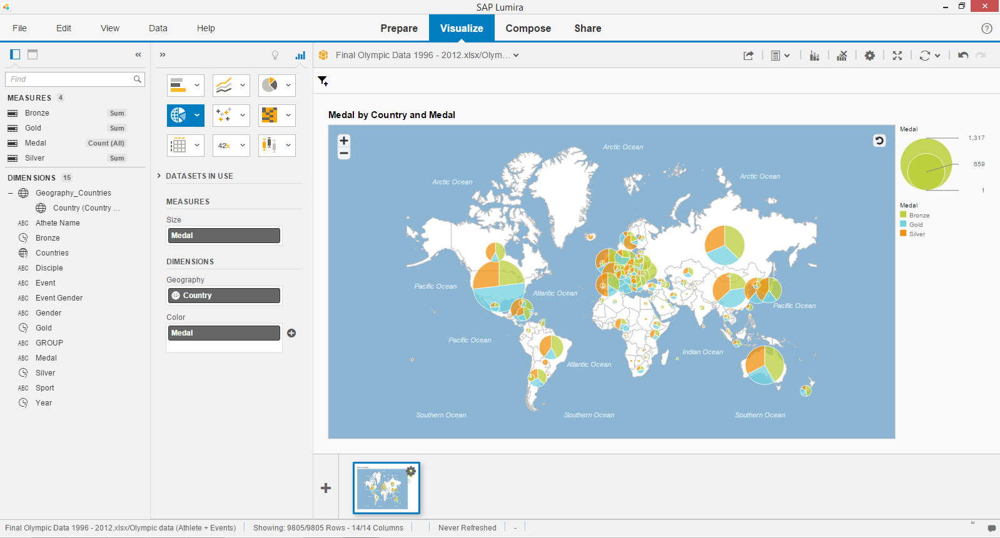 SAP Lumira
File Edit View Data Help
Prepare Visualize Compose Share
Find
MEASURES 4
Bronze Sum
Gold Sum
Medal Count (All)
Silver Sum
DIMENSIONS 15
Geography_Countries
Country (Country ...
ABC Athete Name
Bronze
Countries
ABC Disciple
ABC Event
ABC Event Gender
ABC Gender
Gold
ABC GROUP
ABC Medal
Silver
ABC Sport
Year
42k
DATASETS IN USE
MEASURES
Size
Medal
DIMENSIONS
Geography
Country
Color
Medal
Final Olympic Data 1996 - 2012.xlsx/Olym...
Medal by Country and Medal
Arctic Ocean
Arctic Ocean
Arctic Ocean
Pacific Ocean
Atlantic Ocean
Pacific Ocean
Pacific Ocean
Indian Ocean
Atlantic Ocean
Southern Ocean
Southern Ocean
Southern Ocean
Medal
1,317
659
1
Medal
Bronze
Gold
Silver
Final Olympic Data 1996 - 2012.xlsx/Olympic data (Athlete + Events)
Showing: 9805/9805 Rows - 14/14 Columns
Never Refreshed
-